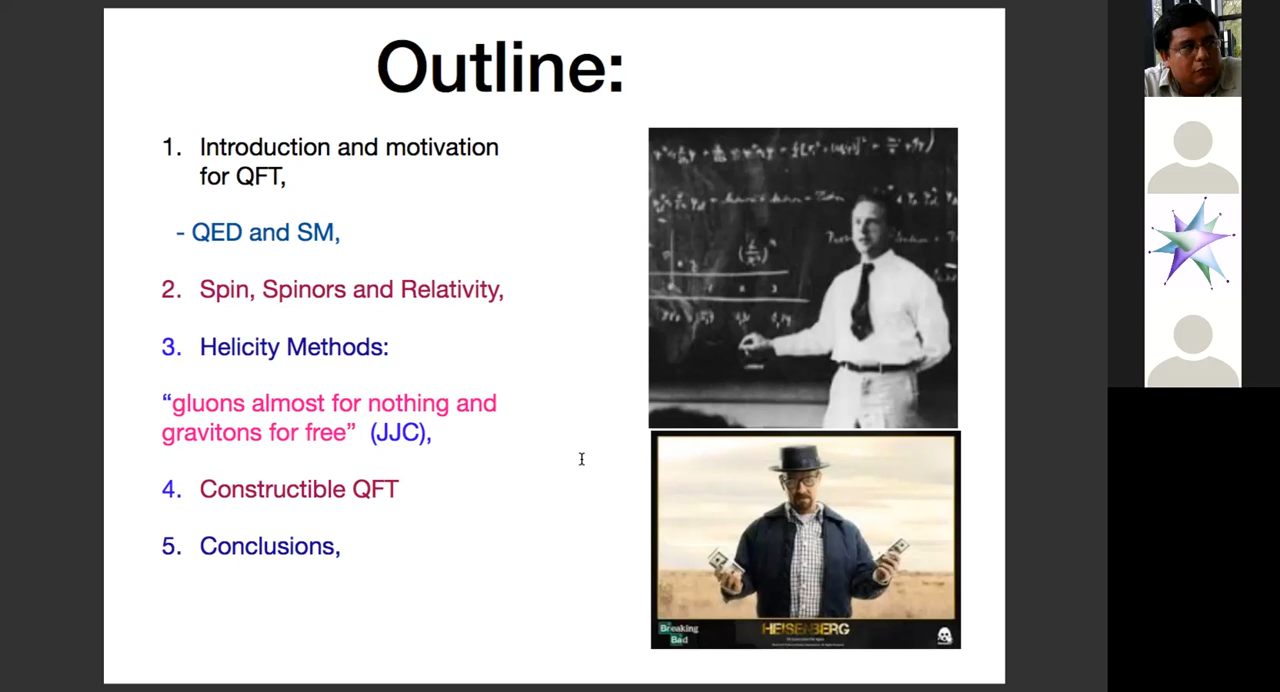 Outline:
1. Introduction and motivation
for QFT,
- QED and SM,
2. Spin, Spinors and Relativity,
3. Helicity Methods:
“gluons almost for nothing and
gravitons for free” (JJC),
4. Constructible QFT
5. Conclusions,
Breaking
Bad
HEISENBERG